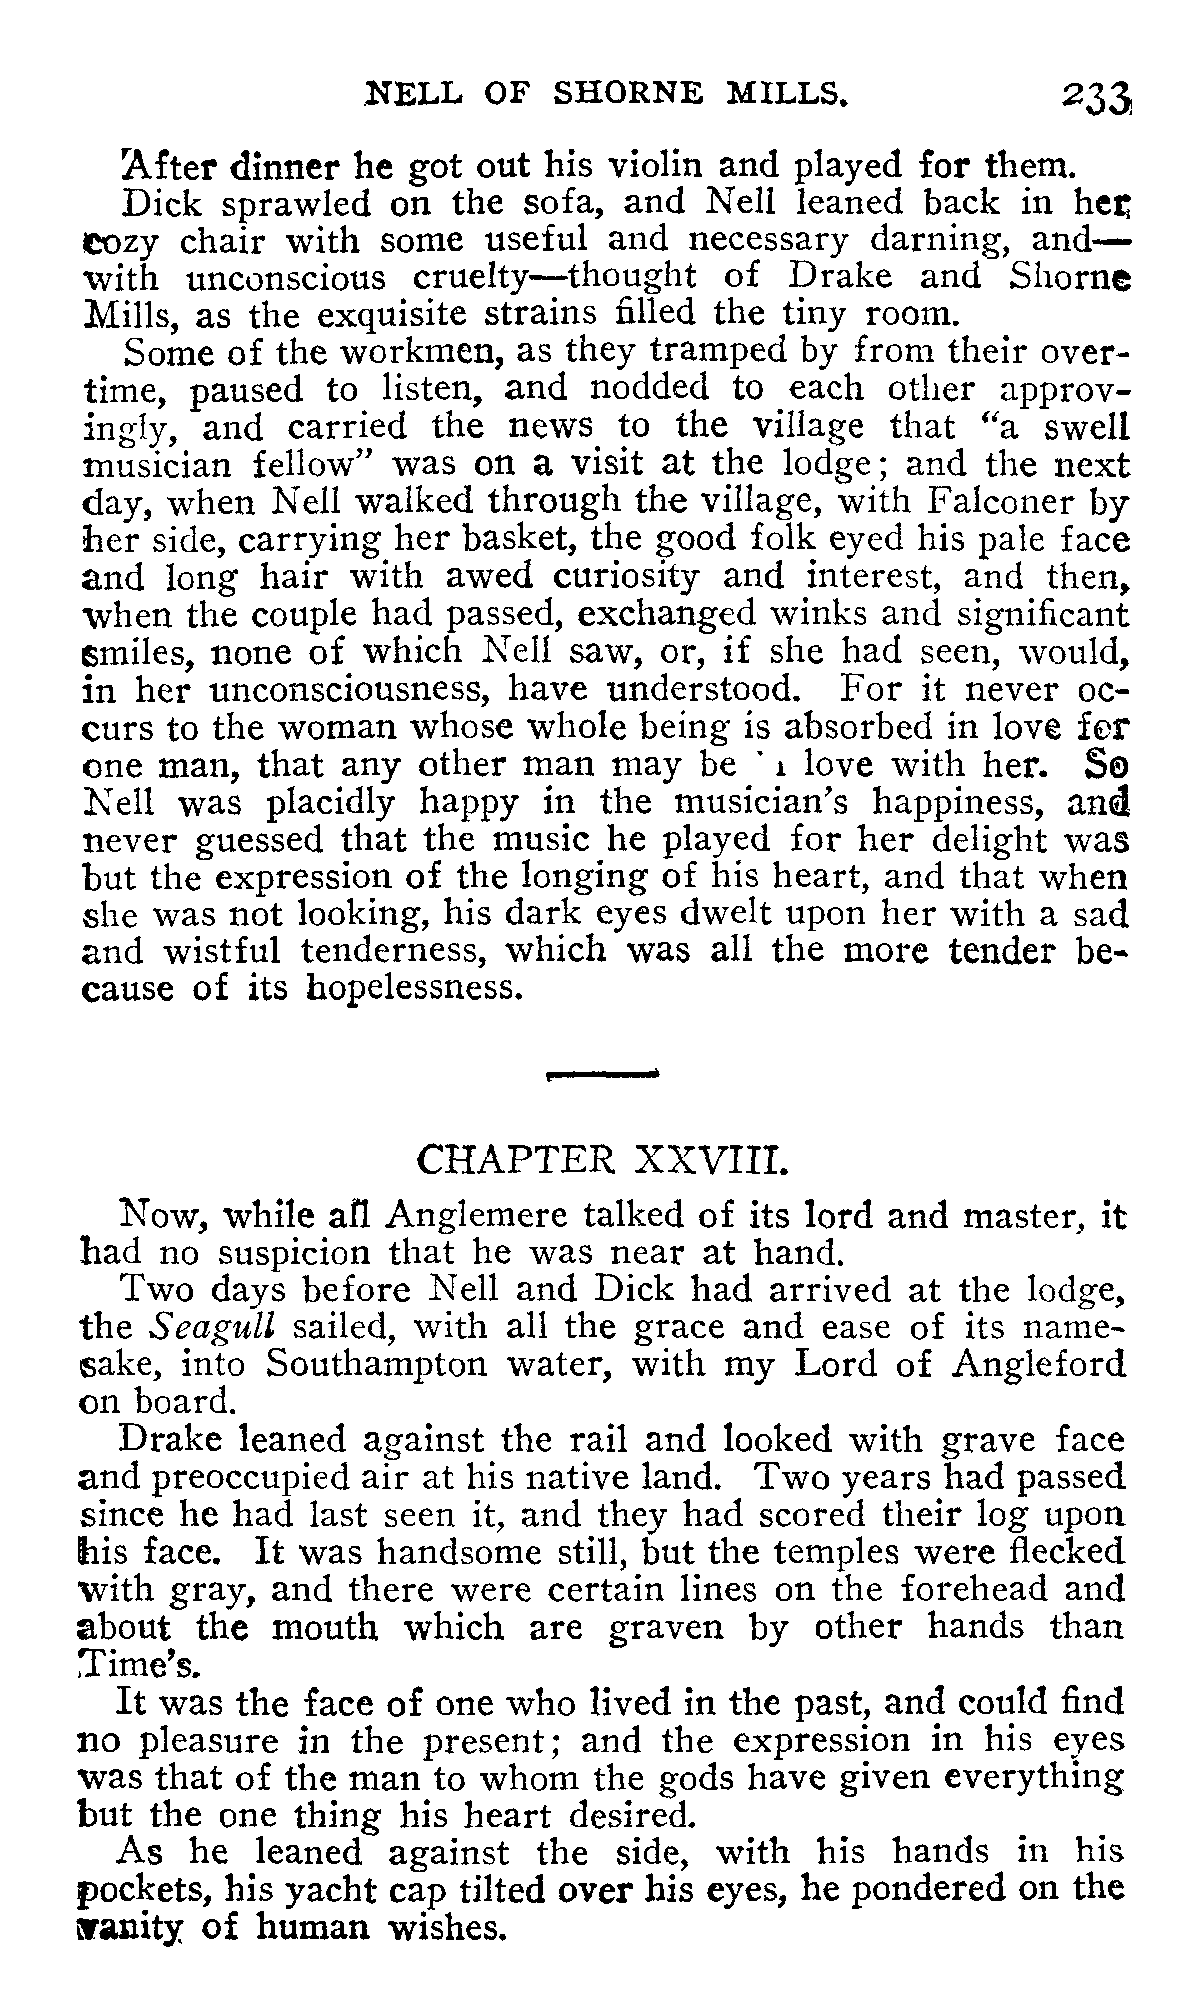 NELL OF SHORNE MILLS. 233
After dinner he got out his violin and played for them.
Dick sprawled on the sofa, and Nell leaned back in her
cozy chair with some useful and necessary darning, and—
with unconscious cruelty—thought of Drake and Shorne
Mills, as the exquisite strains filled the tiny room.
Some of the workmen, as they tramped by from their over-
time, paused to listen, and nodded to each other approv-
ingly, and carried the news to the village that “a swell
musician fellow” was on a visit at the lodge; and the next
day, when Nell walked through the village, with Falconer by
her side, carrying her basket, the good folk eyed his pale face
and long hair with awed curiosity and interest, and then,
when the couple had passed, exchanged winks and significant
smiles, none of which Nell saw, or, if she had seen, would,
in her unconsciousness, have understood. For it never oc-
curs to the woman whose whole being is absorbed in love for
one man, that any other man may be love with her. So
Nell was placidly happy in the musician's happiness, and
never guessed that the music he played for her delight was
but the expression of the longing of his heart, and that when
she was not looking, his dark eyes dwelt upon her with a sad
and wistful tenderness, which was all the more tender be-
cause of its hopelessness.
CHAPTER XXVIII.
Now, while all Anglemere talked of its lord and master, it
had no suspicion that he was near at hand.
Two days before Nell and Dick had arrived at the lodge,
the Seagull sailed, with all the grace and ease of its name-
sake, into Southampton water, with my Lord of Angleford
on board.
Drake leaned against the rail and looked with grave face
and preoccupied air at his native land. Two years had passed
since he had last seen it, and they had scored their log upon
his face. It was handsome still, but the temples were flecked
with gray, and there were certain lines on the forehead and
about the mouth which are graven by other hands than
Time's.
It was the face of one who lived in the past, and could find
no pleasure in the present; and the expression in his eyes
was that of the man to whom the gods have given everything
but the one thing his heart desired.
As he leaned against the side, with his hands in his
pockets, his yacht cap tilted over his eyes, he pondered on the
vanity of human wishes.